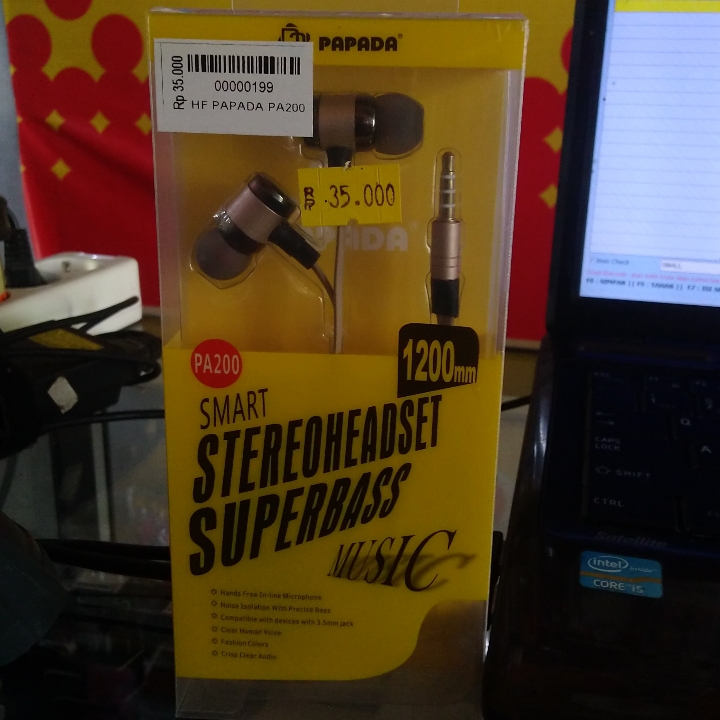 PAPADA®
Rp 35.000
00000199
HF PAPADA PA200
RP .35.000
PAPADA
PA200
1200mm
SMART
STEREOHEADSET
SUPERBASS
MUSIC
Hands Free In-line Microphone
Noise Isolation With Precise Bass
Compatible with devices with 3.5mm jack
Clear Human Voice
Fashion Colors
Crisp Clear Audio
CAPS
LOCK
Q
A
SHIFT
CTRL
Satellite
intel
CORE i5